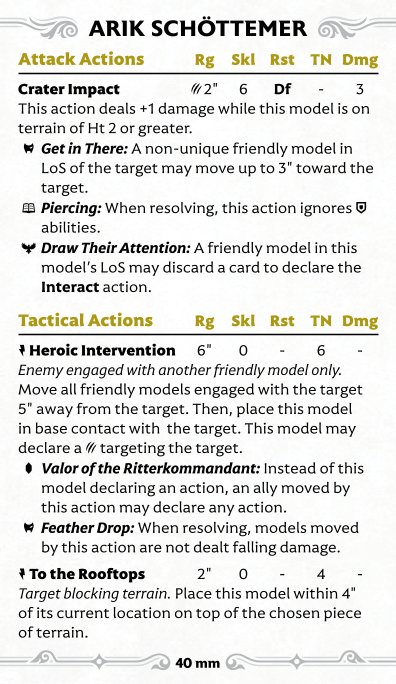 ARIK SCHÖTTEMER
Attack Actions Rg Skl Rst TN Dmg
Crater Impact 2" 6 Df - 3
This action deals +1 damage while this model is on
terrain of Ht 2 or greater.
Get in There: A non-unique friendly model in
LoS of the target may move up to 3" toward the
target.
Piercing: When resolving, this action ignores
abilities.
Draw Their Attention: A friendly model in this
model's LoS may discard a card to declare the
Interact action.
Tactical Actions Rg Skl Rst TN Dmg
Heroic Intervention 6" 0 - 6 -
Enemy engaged with another friendly model only.
Move all friendly models engaged with the target
5" away from the target. Then, place this model
in base contact with the target. This model may
declare a targeting the target.
Valor of the Ritterkommandant: Instead of this
model declaring an action, an ally moved by
this action may declare any action.
Feather Drop: When resolving, models moved
by this action are not dealt falling damage.
To the Rooftops 2" 0 - 4 -
Target blocking terrain. Place this model within 4"
of its current location on top of the chosen piece
of terrain.
40 mm